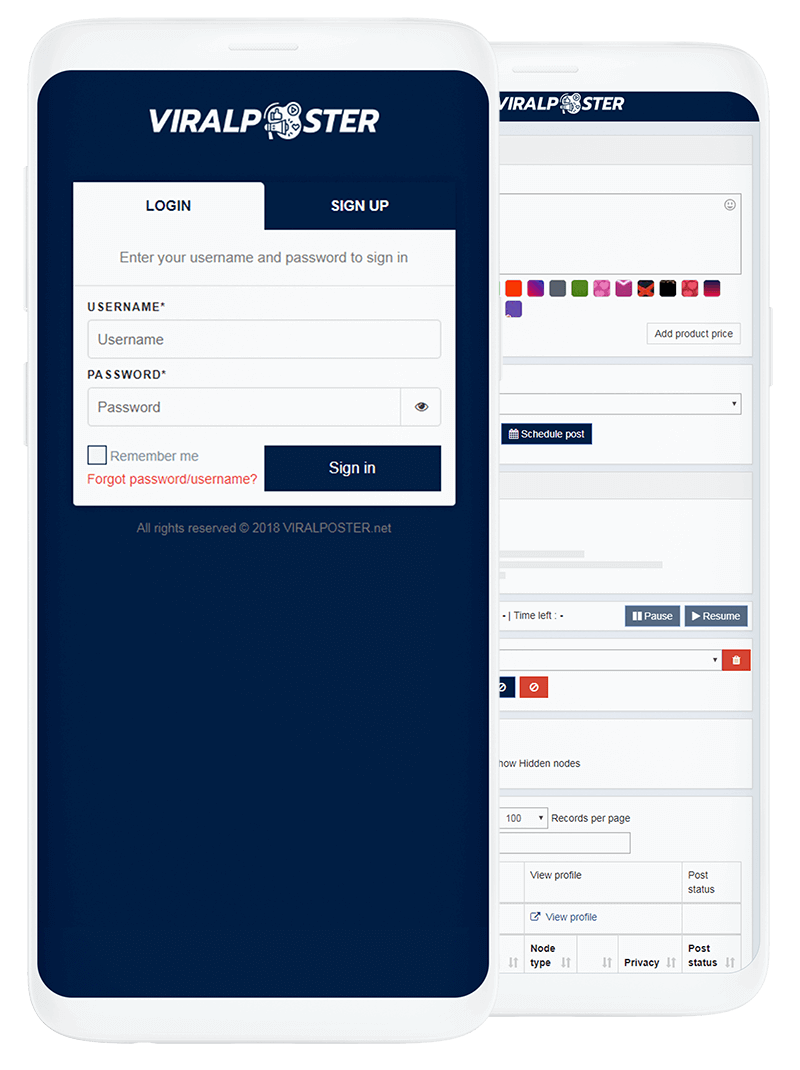 VIRALPOSTER
LOGIN
SIGN UP
Enter your username and password to sign in
USERNAME*
Username
PASSWORD*
Password
Remember me
Forgot password/username?
Sign in
All rights reserved © 2018 VIRALPOSTER.net
VIRALPOSTER
Add product price
Schedule post
- | Time left : -
Pause
Resume
how Hidden nodes
100
Records per page
View profile
Post
status
View profile
Node
type
Privacy
Post
status